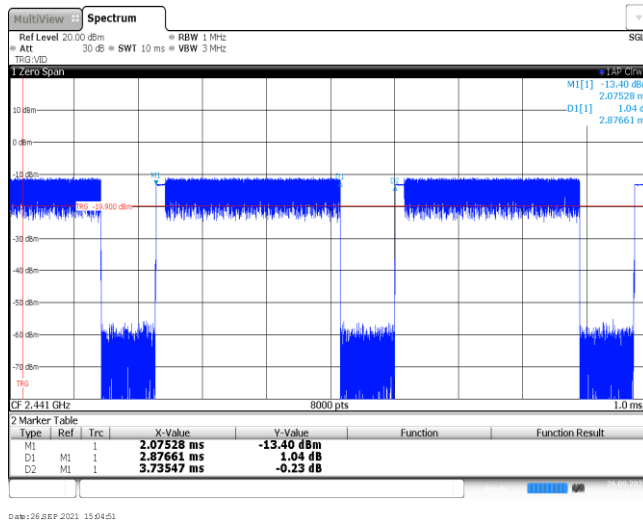 MultiView Spectrum
Ref Level 20.00 dBm RBW 1 MHz SGL
Att 30 dB SWT 10 ms VBW 3 MHz
TRG:VID
1 Zero Span 1AP Clrw
M1[1] -13.40 dBm
2.07528 ms
10 dBm D1[1] 1.04 d
2.87661 m
0 dBm
-10 dBm
M1 D1 D2
TRG -19.900 dBm
-30 dBm
-40 dBm
-50 dBm
-60 dBm
-70 dBm
TRG
CF 2.441 GHz 8000 pts 1.0 ms
2 Marker Table
Type Ref Trc X-Value Y-Value Function Function Result
M1 1 2.07528 ms -13.40 dBm
D1 M1 1 2.87661 ms 1.04 dB
D2 M1 1 3.73547 ms -0.23 dB
Date: 26.SEP.2021 15:04:51